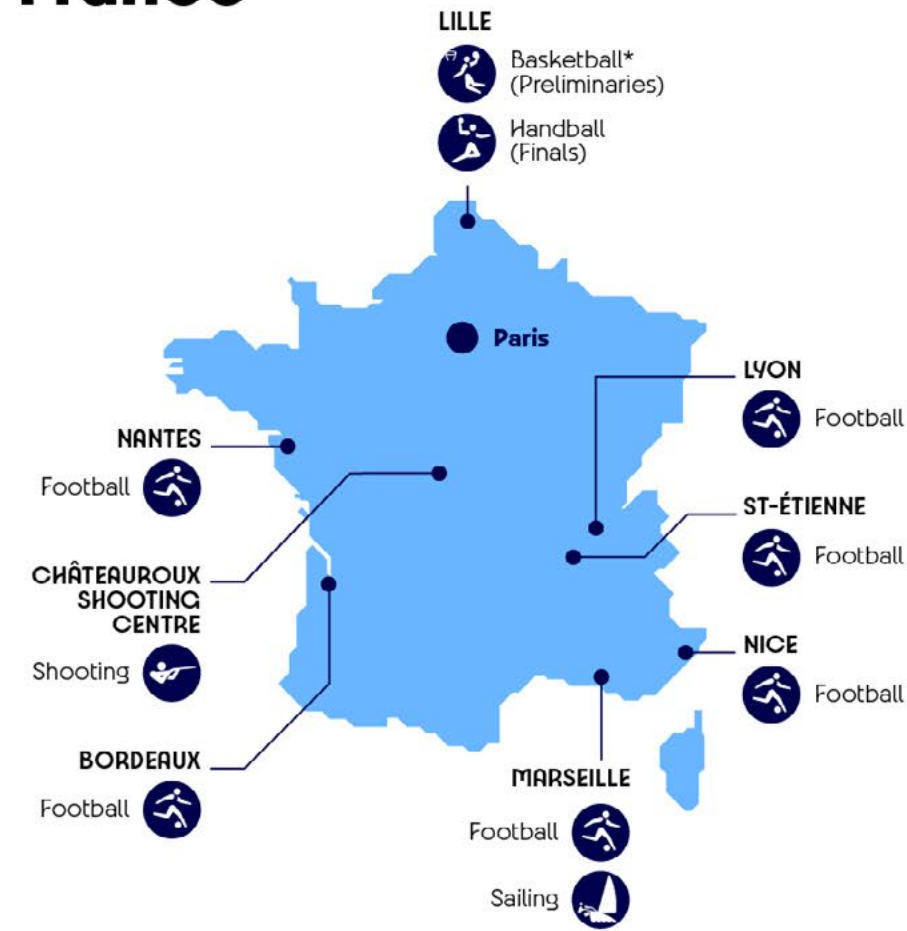 France
LILLE
Basketball*
(Preliminaries)
Handball
(Finals)
Paris
LYON
Football
NANTES
Football
ST-ÉTIENNE
Football
CHÂTEAUROUX
SHOOTING
CENTRE
Shooting
NICE
Football
BORDEAUX
Football
MARSEILLE
Football
Sailing